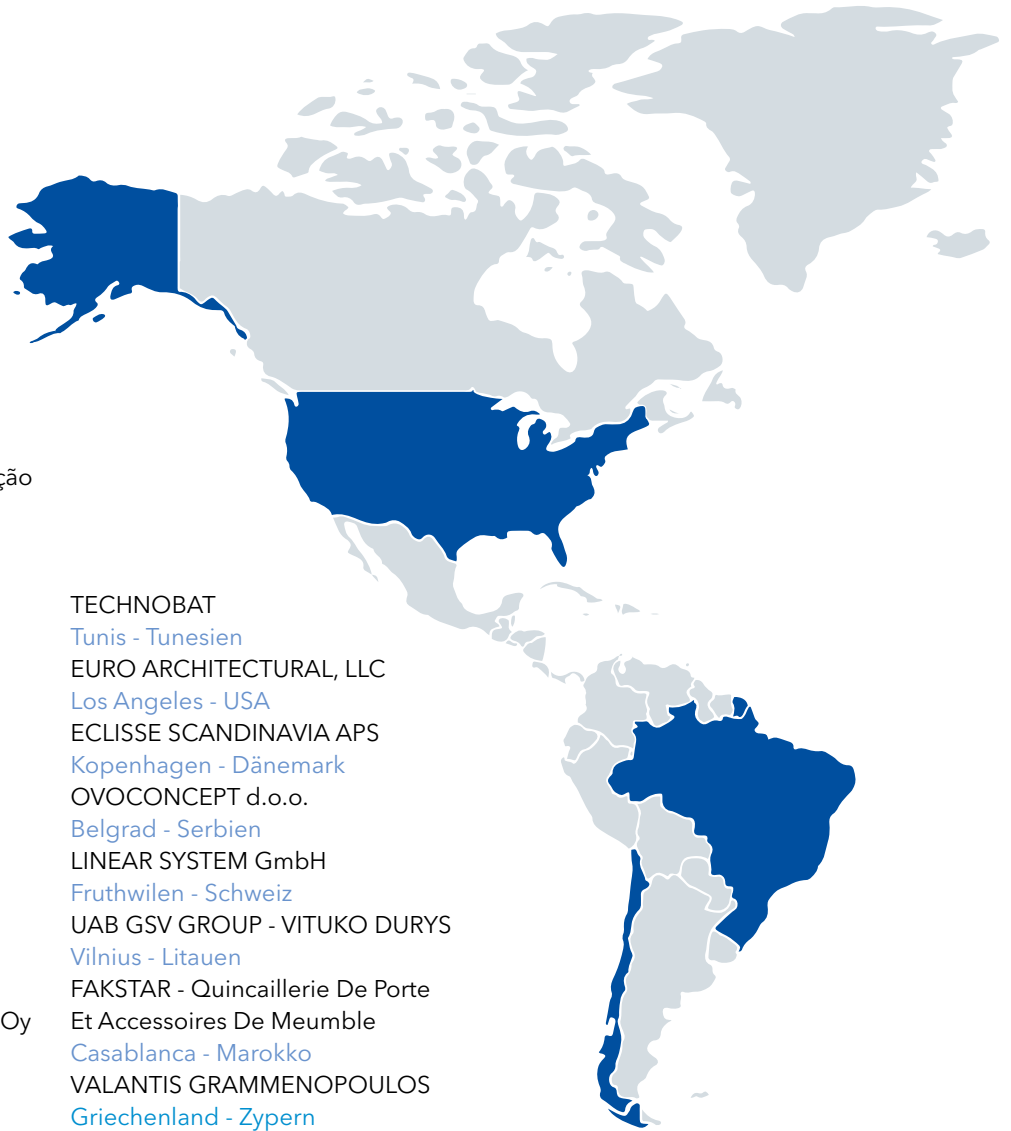 ção
TECHNOBAT
Tunis - Tunesien
EURO ARCHITECTURAL, LLC
Los Angeles - USA
ECLISSE SCANDINAVIA APS
Kopenhagen - Dänemark
OVOCONCEPT d.o.o.
Belgrad - Serbien
LINEAR SYSTEM GmbH
Fruthwilen - Schweiz
UAB GSV GROUP - VITUKO DURYS
Vilnius - Litauen
FAKSTAR - Quincaillerie De Porte
Oy
Et Accessoires De Meumble
Casablanca - Marokko
VALANTIS GRAMMENOPOULOS
Griechenland - Zypern